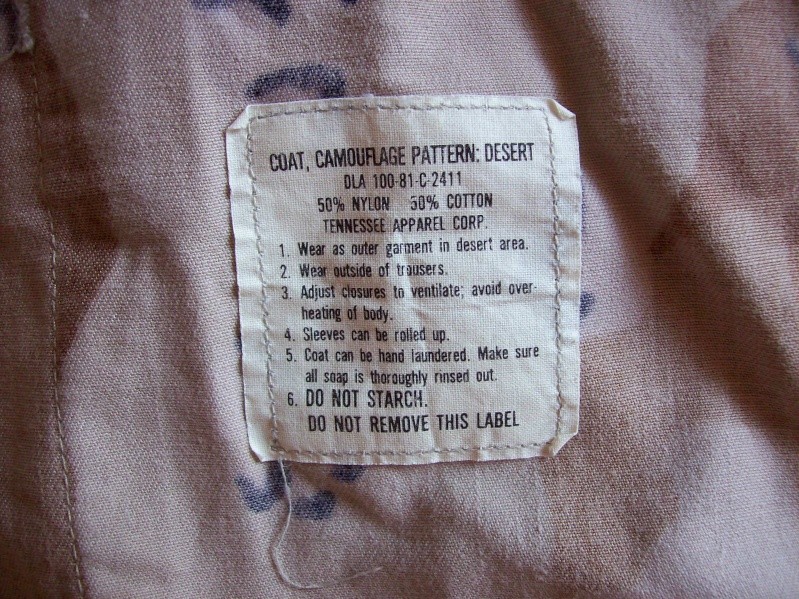 COAT, CAMOUFLAGE PATTERN: DESERT
DLA 100-81-C-2411
50% NYLON 50% COTTON
TENNESSEE APPAREL CORP.
1. Wear as outer garment in desert area.
2. Wear outside of trousers.
3. Adjust closures to ventilate; avoid over-
heating of body.
4. Sleeves can be rolled up.
5. Coat can be hand laundered. Make sure
all soap is thoroughly rinsed out.
6. DO NOT STARCH.
DO NOT REMOVE THIS LABEL